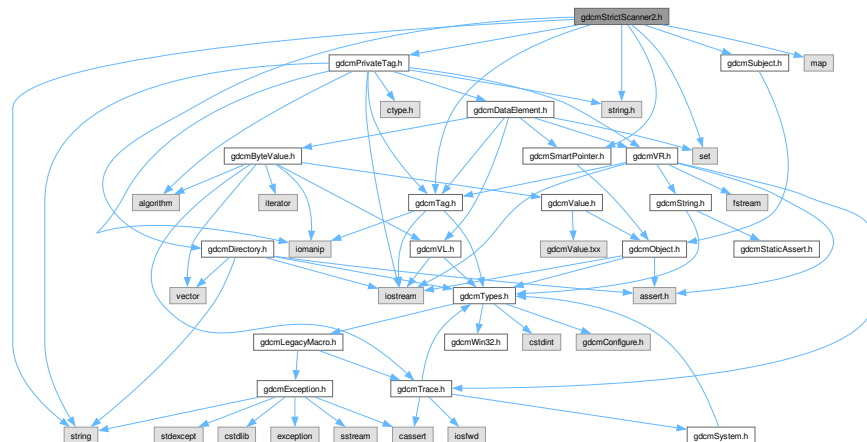 gdcmStrictScanner2.h
gdcmPrivateTag.h
gdcmSubject.h
map
ctype.h
string.h
gdcmDataElement.h
gdcmByteValue.h
gdcmSmartPointer.h
gdcmVR.h
set
algorithm
iterator
gdcmTag.h
gdcmValue.h
gdcmString.h
fstream
gdcmDirectory.h
iomanip
gdcmVL.h
gdcmValue.txx
gdcmObject.h
gdcmStaticAssert.h
vector
iostream
gdcmTypes.h
assert.h
gdcmLegacyMacro.h
gdcmWin32.h
cstdint
gdcmConfigure.h
gdcmException.h
gdcmTrace.h
string
stdexcept
cstdlib
exception
sstream
cassert
iosfwd
gdcmSystem.h